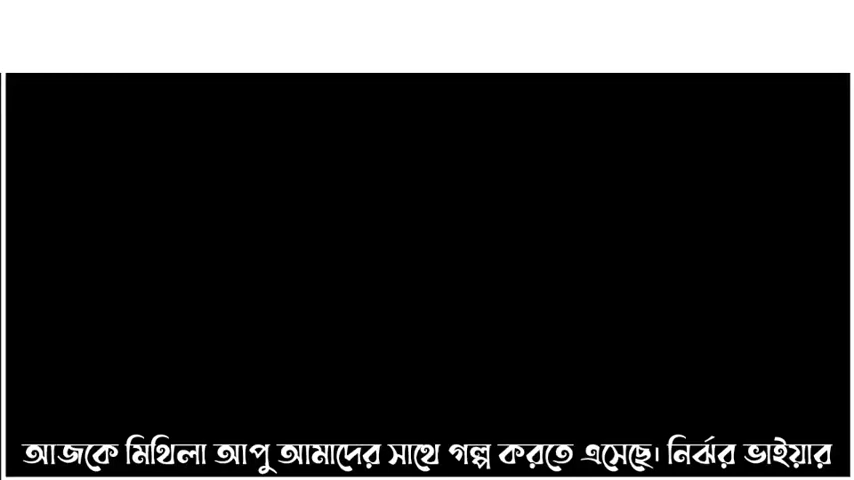 আজকে মিথিলা আপু আমাদের সাথে গল্প করতে এসেছে। নির্ঝর ভাইয়ার